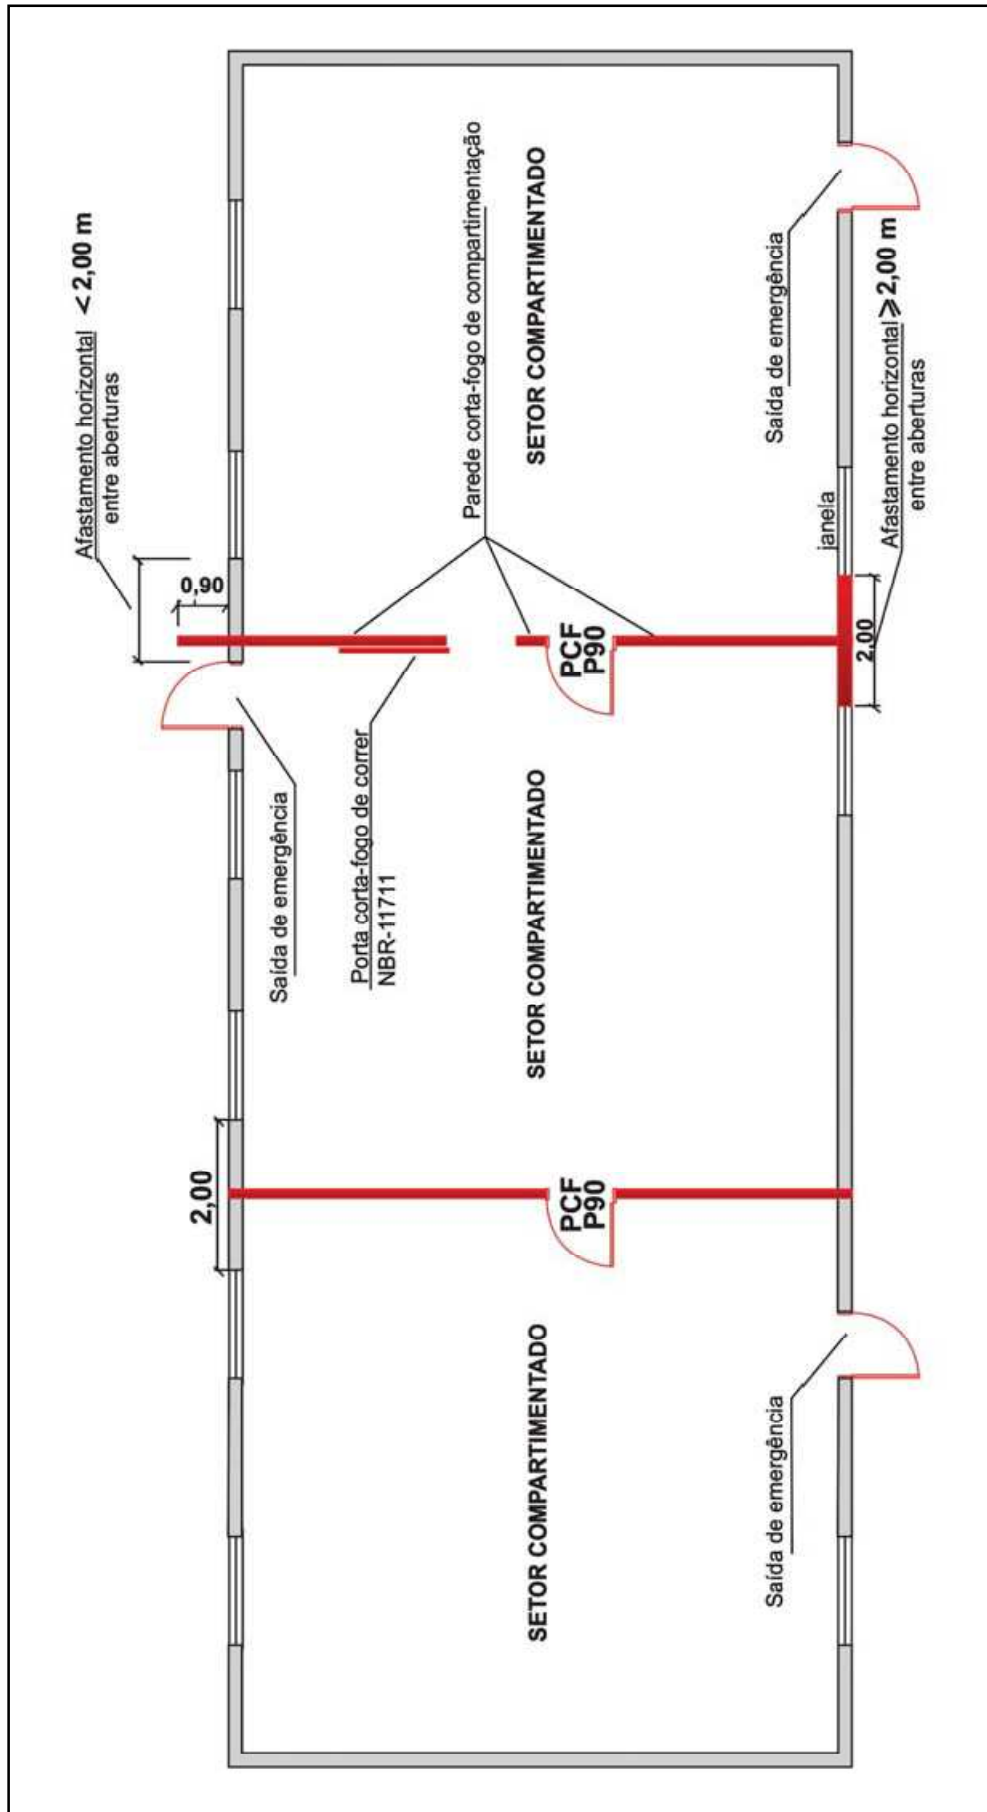 Afastamento horizontal < 2,00 m
entre aberturas
0,90
2,00
Saída de emergência
Porta corta-fogo de correr
NBR-11711
Parede corta-fogo de compartimentação
SETOR COMPARTIMENTADO
SETOR COMPARTIMENTADO
SETOR COMPARTIMENTADO
PCF
P90
PCF
P90
Saída de emergência
Saída de emergência
janela
2,00
Afastamento horizontal ⩾ 2,00 m
entre aberturas